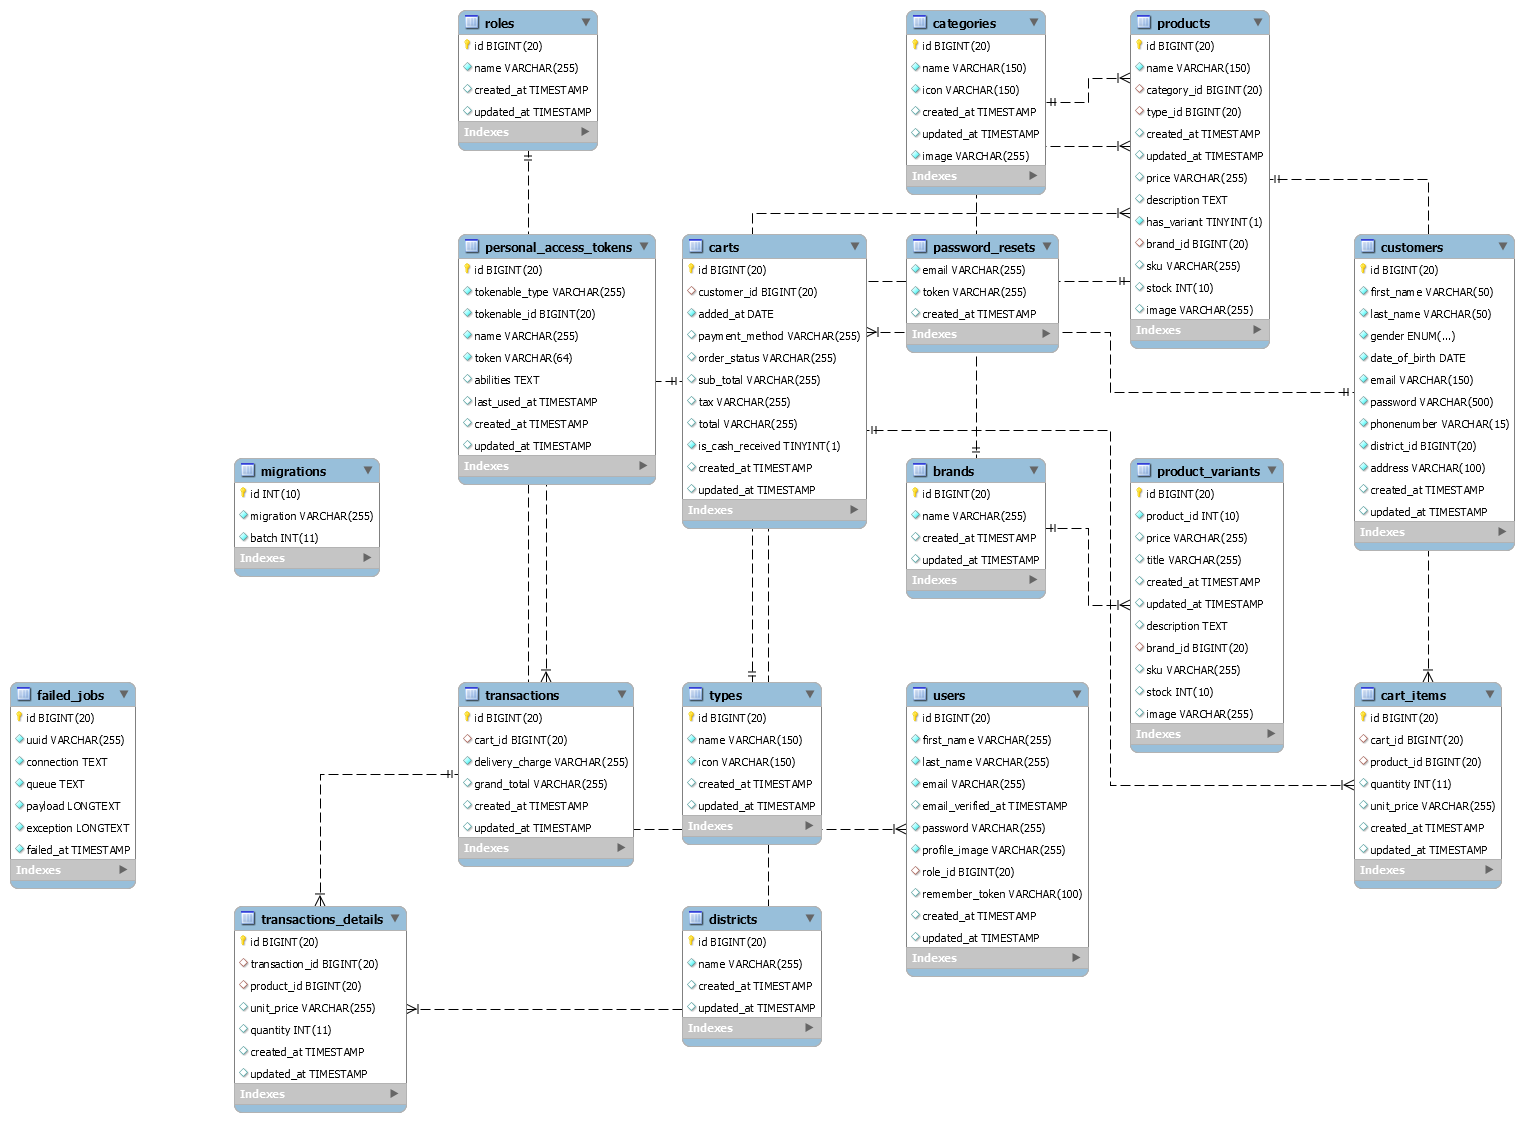 roles
id BIGINT(20)
name VARCHAR(255)
created_at TIMESTAMP
updated_at TIMESTAMP
Indexes
categories
id BIGINT(20)
name VARCHAR(150)
icon VARCHAR(150)
created_at TIMESTAMP
updated_at TIMESTAMP
image VARCHAR(255)
Indexes
products
id BIGINT(20)
name VARCHAR(150)
category_id BIGINT(20)
type_id BIGINT(20)
created_at TIMESTAMP
updated_at TIMESTAMP
price VARCHAR(255)
description TEXT
has_variant TINYINT(1)
brand_id BIGINT(20)
sku VARCHAR(255)
stock INT(10)
image VARCHAR(255)
Indexes
personal_access_tokens
id BIGINT(20)
tokenable_type VARCHAR(255)
tokenable_id BIGINT(20)
name VARCHAR(255)
token VARCHAR(64)
abilities TEXT
last_used_at TIMESTAMP
created_at TIMESTAMP
updated_at TIMESTAMP
Indexes
carts
id BIGINT(20)
customer_id BIGINT(20)
added_at DATE
payment_method VARCHAR(255)
order_status VARCHAR(255)
sub_total VARCHAR(255)
tax VARCHAR(255)
total VARCHAR(255)
is_cash_received TINYINT(1)
created_at TIMESTAMP
updated_at TIMESTAMP
Indexes
password_resets
email VARCHAR(255)
token VARCHAR(255)
created_at TIMESTAMP
Indexes
customers
id BIGINT(20)
first_name VARCHAR(50)
last_name VARCHAR(50)
gender ENUM(...)
date_of_birth DATE
email VARCHAR(150)
password VARCHAR(500)
phonenumber VARCHAR(15)
district_id BIGINT(20)
address VARCHAR(100)
created_at TIMESTAMP
updated_at TIMESTAMP
Indexes
migrations
id INT(10)
migration VARCHAR(255)
batch INT(11)
Indexes
brands
id BIGINT(20)
name VARCHAR(255)
created_at TIMESTAMP
updated_at TIMESTAMP
Indexes
product_variants
id BIGINT(20)
product_id INT(10)
price VARCHAR(255)
title VARCHAR(255)
created_at TIMESTAMP
updated_at TIMESTAMP
description TEXT
brand_id BIGINT(20)
sku VARCHAR(255)
stock INT(10)
image VARCHAR(255)
Indexes
failed_jobs
id BIGINT(20)
uuid VARCHAR(255)
connection TEXT
queue TEXT
payload LONGTEXT
exception LONGTEXT
failed_at TIMESTAMP
Indexes
transactions
id BIGINT(20)
cart_id BIGINT(20)
delivery_charge VARCHAR(255)
grand_total VARCHAR(255)
created_at TIMESTAMP
updated_at TIMESTAMP
Indexes
types
id BIGINT(20)
name VARCHAR(150)
icon VARCHAR(150)
created_at TIMESTAMP
updated_at TIMESTAMP
Indexes
users
id BIGINT(20)
first_name VARCHAR(255)
last_name VARCHAR(255)
email VARCHAR(255)
email_verified_at TIMESTAMP
password VARCHAR(255)
profile_image VARCHAR(255)
role_id BIGINT(20)
remember_token VARCHAR(100)
created_at TIMESTAMP
updated_at TIMESTAMP
Indexes
cart_items
id BIGINT(20)
cart_id BIGINT(20)
product_id BIGINT(20)
quantity INT(11)
unit_price VARCHAR(255)
created_at TIMESTAMP
updated_at TIMESTAMP
Indexes
transactions_details
id BIGINT(20)
transaction_id BIGINT(20)
product_id BIGINT(20)
unit_price VARCHAR(255)
quantity INT(11)
created_at TIMESTAMP
updated_at TIMESTAMP
Indexes
districts
id BIGINT(20)
name VARCHAR(255)
created_at TIMESTAMP
updated_at TIMESTAMP
Indexes